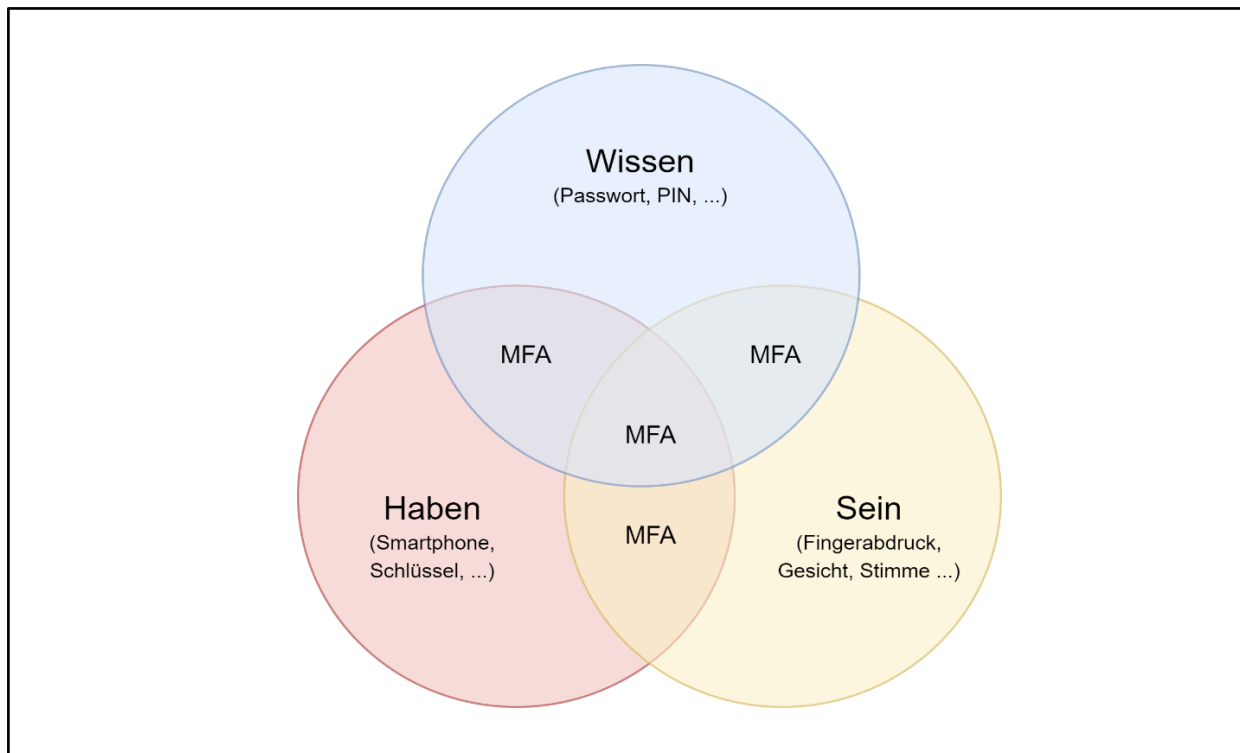 Wissen
(Passwort, PIN, ...)
MFA
MFA
MFA
Haben
(Smartphone,
Schlüssel, ...)
MFA
Sein
(Fingerabdruck,
Gesicht, Stimme ...)